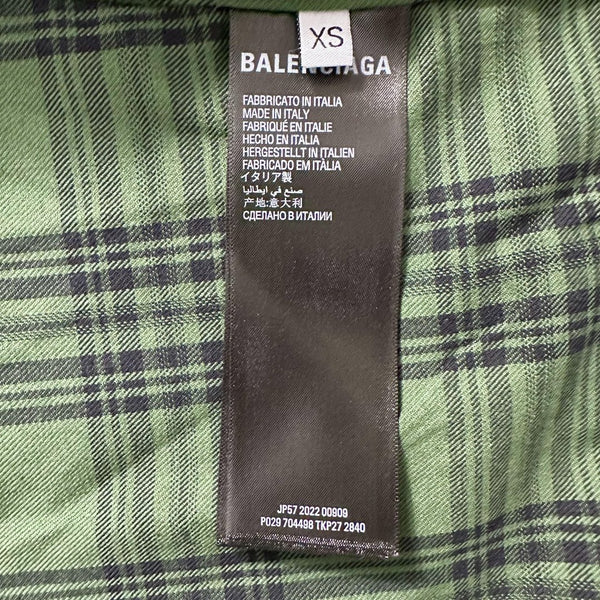 XS
BALENCIAGA
FABBRICATO IN ITALIA
MADE IN ITALY
FABRIQUÉ EN ITALIE
HECHO EN ITALIA
HERGESTELLT IN ITALIEN
FABRICADO EM ITÁLIA
イタリア製
صنع في ايطاليا
产地:意大利
СДЕЛАНО В ИТАЛИИ
JP57 2022 00909
P029 704498 TKP27 2840